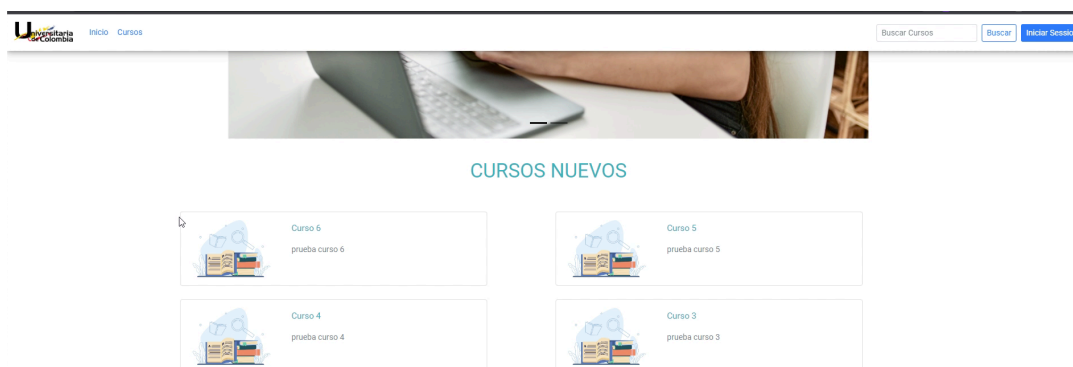 Universitaria
de Colombia
Inicio Cursos
Buscar Cursos Buscar Iniciar Sessio
CURSOS NUEVOS
Curso 6
prueba curso 6
Curso 5
prueba curso 5
Curso 4
prueba curso 4
Curso 3
prueba curso 3